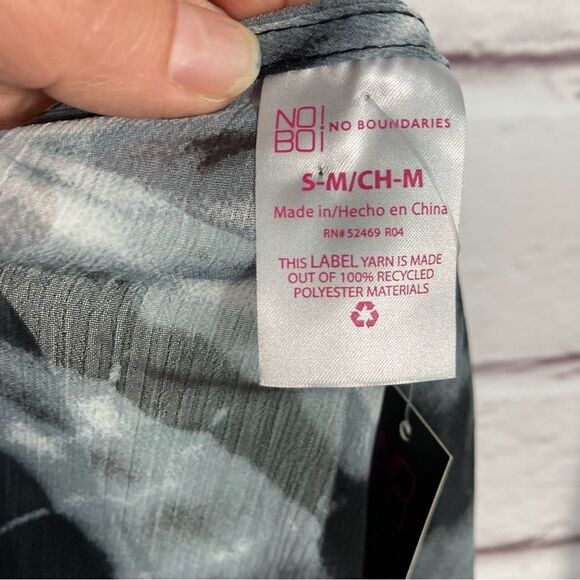 NO!
BO!
NO BOUNDARIES
S-M/CH-M
Made in/Hecho en China
RN# 52469 R04
THIS LABEL YARN IS MADE
OUT OF 100% RECYCLED
POLYESTER MATERIALS